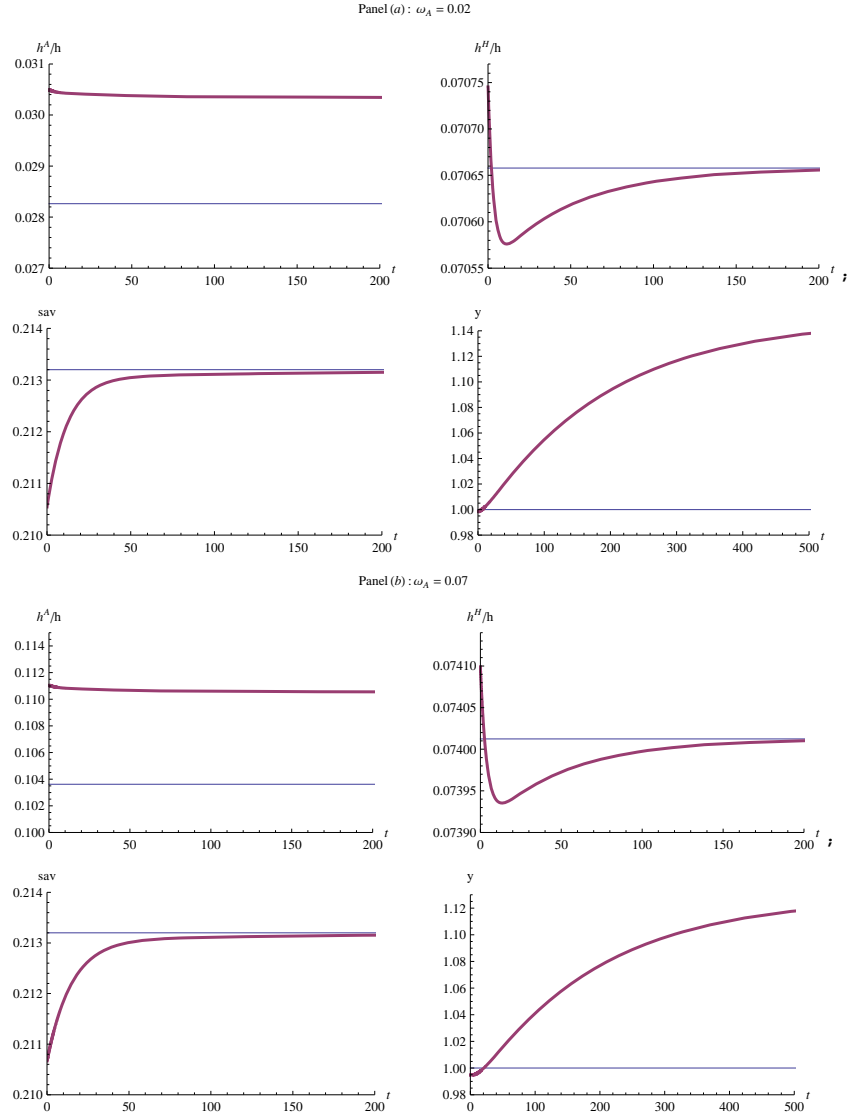 Panel (a) : ωA = 0.02
hA/h
0.031
0.030
0.029
0.028
0.027
0 50 100 150 200 t
hH/h
0.07075
0.07070
0.07065
0.07060
0.07055
0 50 100 150 200 t ;
sav
0.214
0.213
0.212
0.211
0.210
0 50 100 150 200 t
y
1.14
1.12
1.10
1.08
1.06
1.04
1.02
1.00
0.98
0 100 200 300 400 500 t
Panel (b) : ωA = 0.07
hA/h
0.114
0.112
0.110
0.108
0.106
0.104
0.102
0.100
0 50 100 150 200 t
hH/h
0.07410
0.07405
0.07400
0.07395
0.07390
0 50 100 150 200 t ;
sav
0.214
0.213
0.212
0.211
0.210
0 50 100 150 200 t
y
1.12
1.10
1.08
1.06
1.04
1.02
1.00
0.98
0 100 200 300 400 500 t